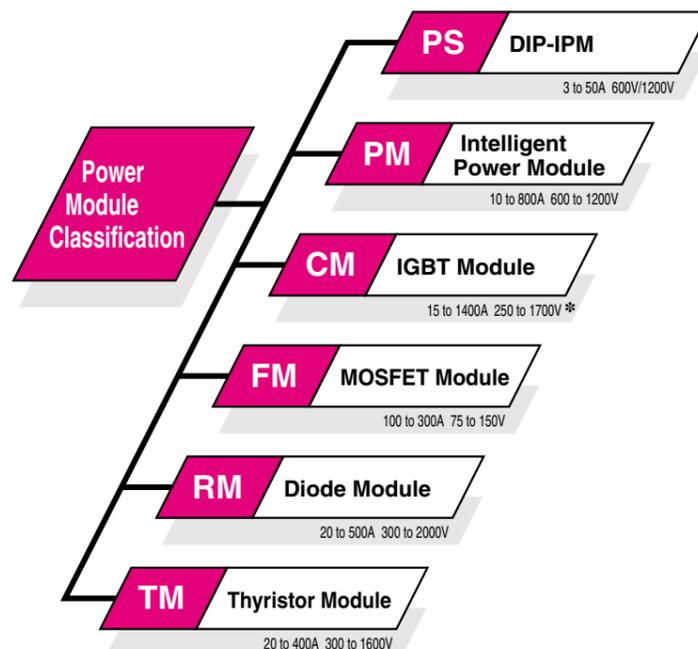 Power
Module
Classification
PS
DIP-IPM
3 to 50A 600V/1200V
PM
Intelligent
Power Module
10 to 800A 600 to 1200V
CM
IGBT Module
15 to 1400A 250 to 1700V *
FM
MOSFET Module
100 to 300A 75 to 150V
RM
Diode Module
20 to 500A 300 to 2000V
TM
Thyristor Module
20 to 400A 300 to 1600V